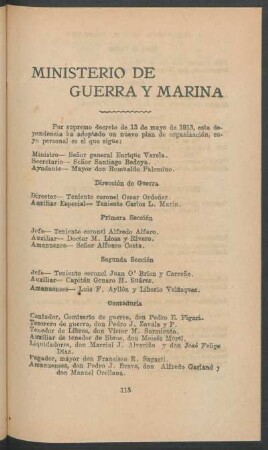 MINISTERIO DE
GUERRA Y MARINA
Por supremo decreto de 13 de mayo de 1913, esta de-
pendencia ha adoptado un nuevo plan de organización, cu-
yo personal es el que sigue:
Ministro— Señor general Enrique Varela.
Secretario— Señor Santiago Bedoya.
Ayudante— Mayor don Romualdo Palomino.
Dirección de Guerra
Director— Teniente coronel Oscar Ordóñez.
Auxiliar Especial— Teniente Carlos L. Marín.
Primera Sección
Jefe— Teniente coronel Alfredo Alfaro.
Auxiliar— Doctor M. Llosa y Rivero.
Amanuense— Señor Alfonso Costa.
Segunda Sección
Jefe— Teniente coronel Juan O' Brien y Carreño.
Auxiliar— Capitán Genaro H. Suárez.
Amanuenses— Luis F. Ayllón y Liborio Velázquez.
Contaduría
Contador, Comisario de guerra, don Pedro E. Figari.
Tesorero de guerra, don Pedro J. Zavala y P.
Tenedor de Libros, don Víctor M. Sarmiento.
Auxiliar de tenedor de libros, don Moisés Morti.
Liquidadores, don Marcial J. Alvariño y don José Felipe
Díaz.
Pagador, mayor don Francisco R. Sagasti.
Amanuenses, don Pedro J. Bravo, don Alfredo Garland y
don Manuel Orellana.